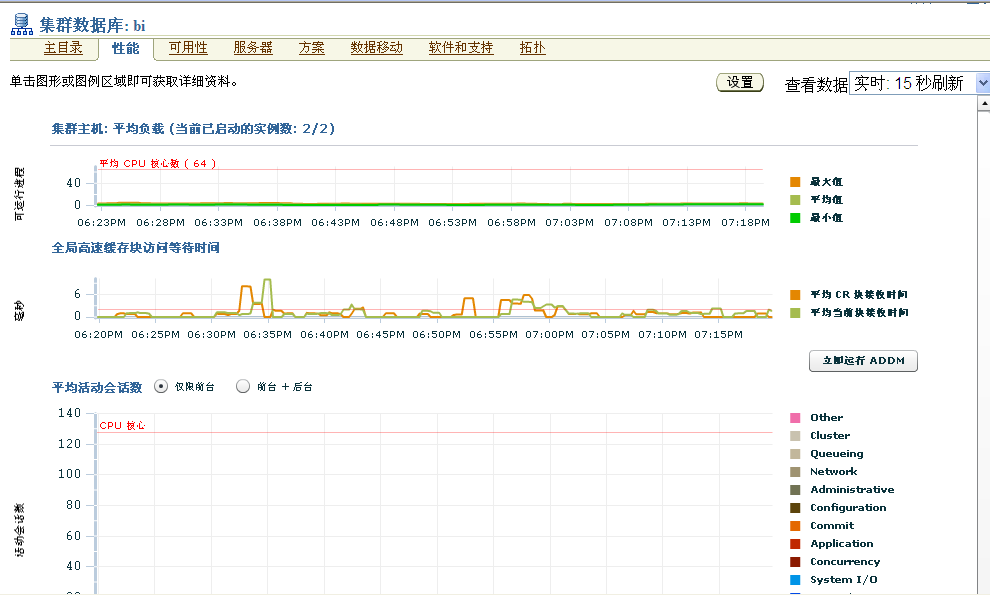 集群数据库: bi
主目录 性能 可用性 服务器 方案 数据移动 软件和支持 拓扑
单击图形或图例区域即可获取详细资料。 设置 查看数据 实时: 15 秒刷新
集群主机: 平均负载 (当前已启动的实例数: 2/2)
可运行进程
平均 CPU 核心数 ( 64 )
40
0
06:23PM 06:28PM 06:33PM 06:38PM 06:43PM 06:48PM 06:53PM 06:58PM 07:03PM 07:08PM 07:13PM 07:18PM
最大值
平均值
最小值
全局高速缓存块访问等待时间
毫秒
6
0
06:20PM 06:25PM 06:30PM 06:35PM 06:40PM 06:45PM 06:50PM 06:55PM 07:00PM 07:05PM 07:10PM 07:15PM
平均 CR 块接收时间
平均当前块接收时间
立即运行 ADDM
平均活动会话数 仅限前台 前台 + 后台
活动会话数
140
CPU 核心
120
100
80
60
40
Other
Cluster
Queueing
Network
Administrative
Configuration
Commit
Application
Concurrency
System I/O